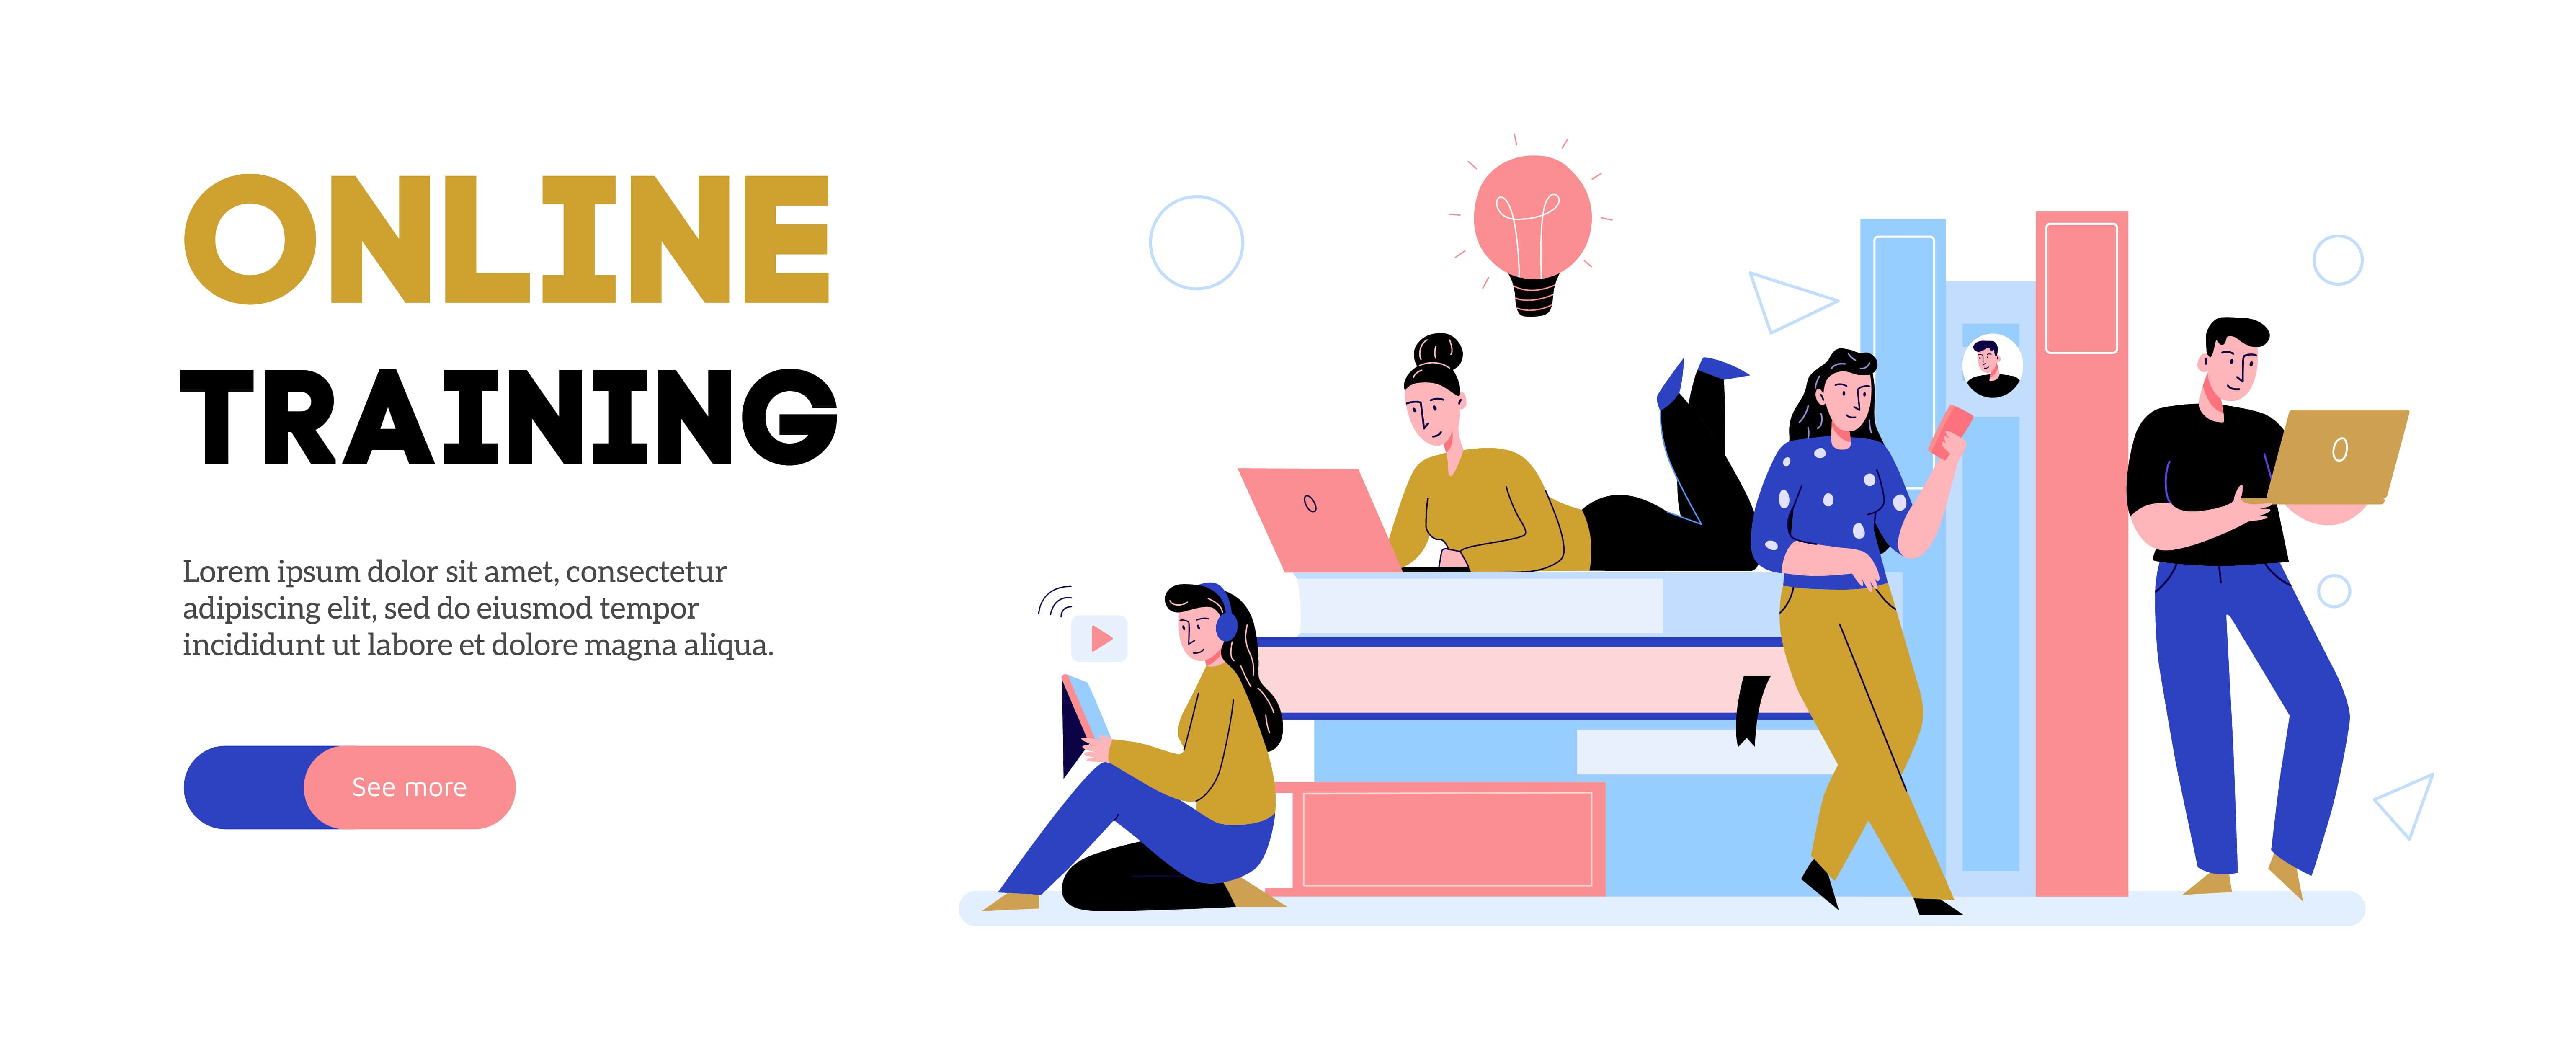 ONLINE
TRAINING
Lorem ipsum dolor sit amet, consectetur
adipiscing elit, sed do eiusmod tempor
incididunt ut labore et dolore magna aliqua.
See more